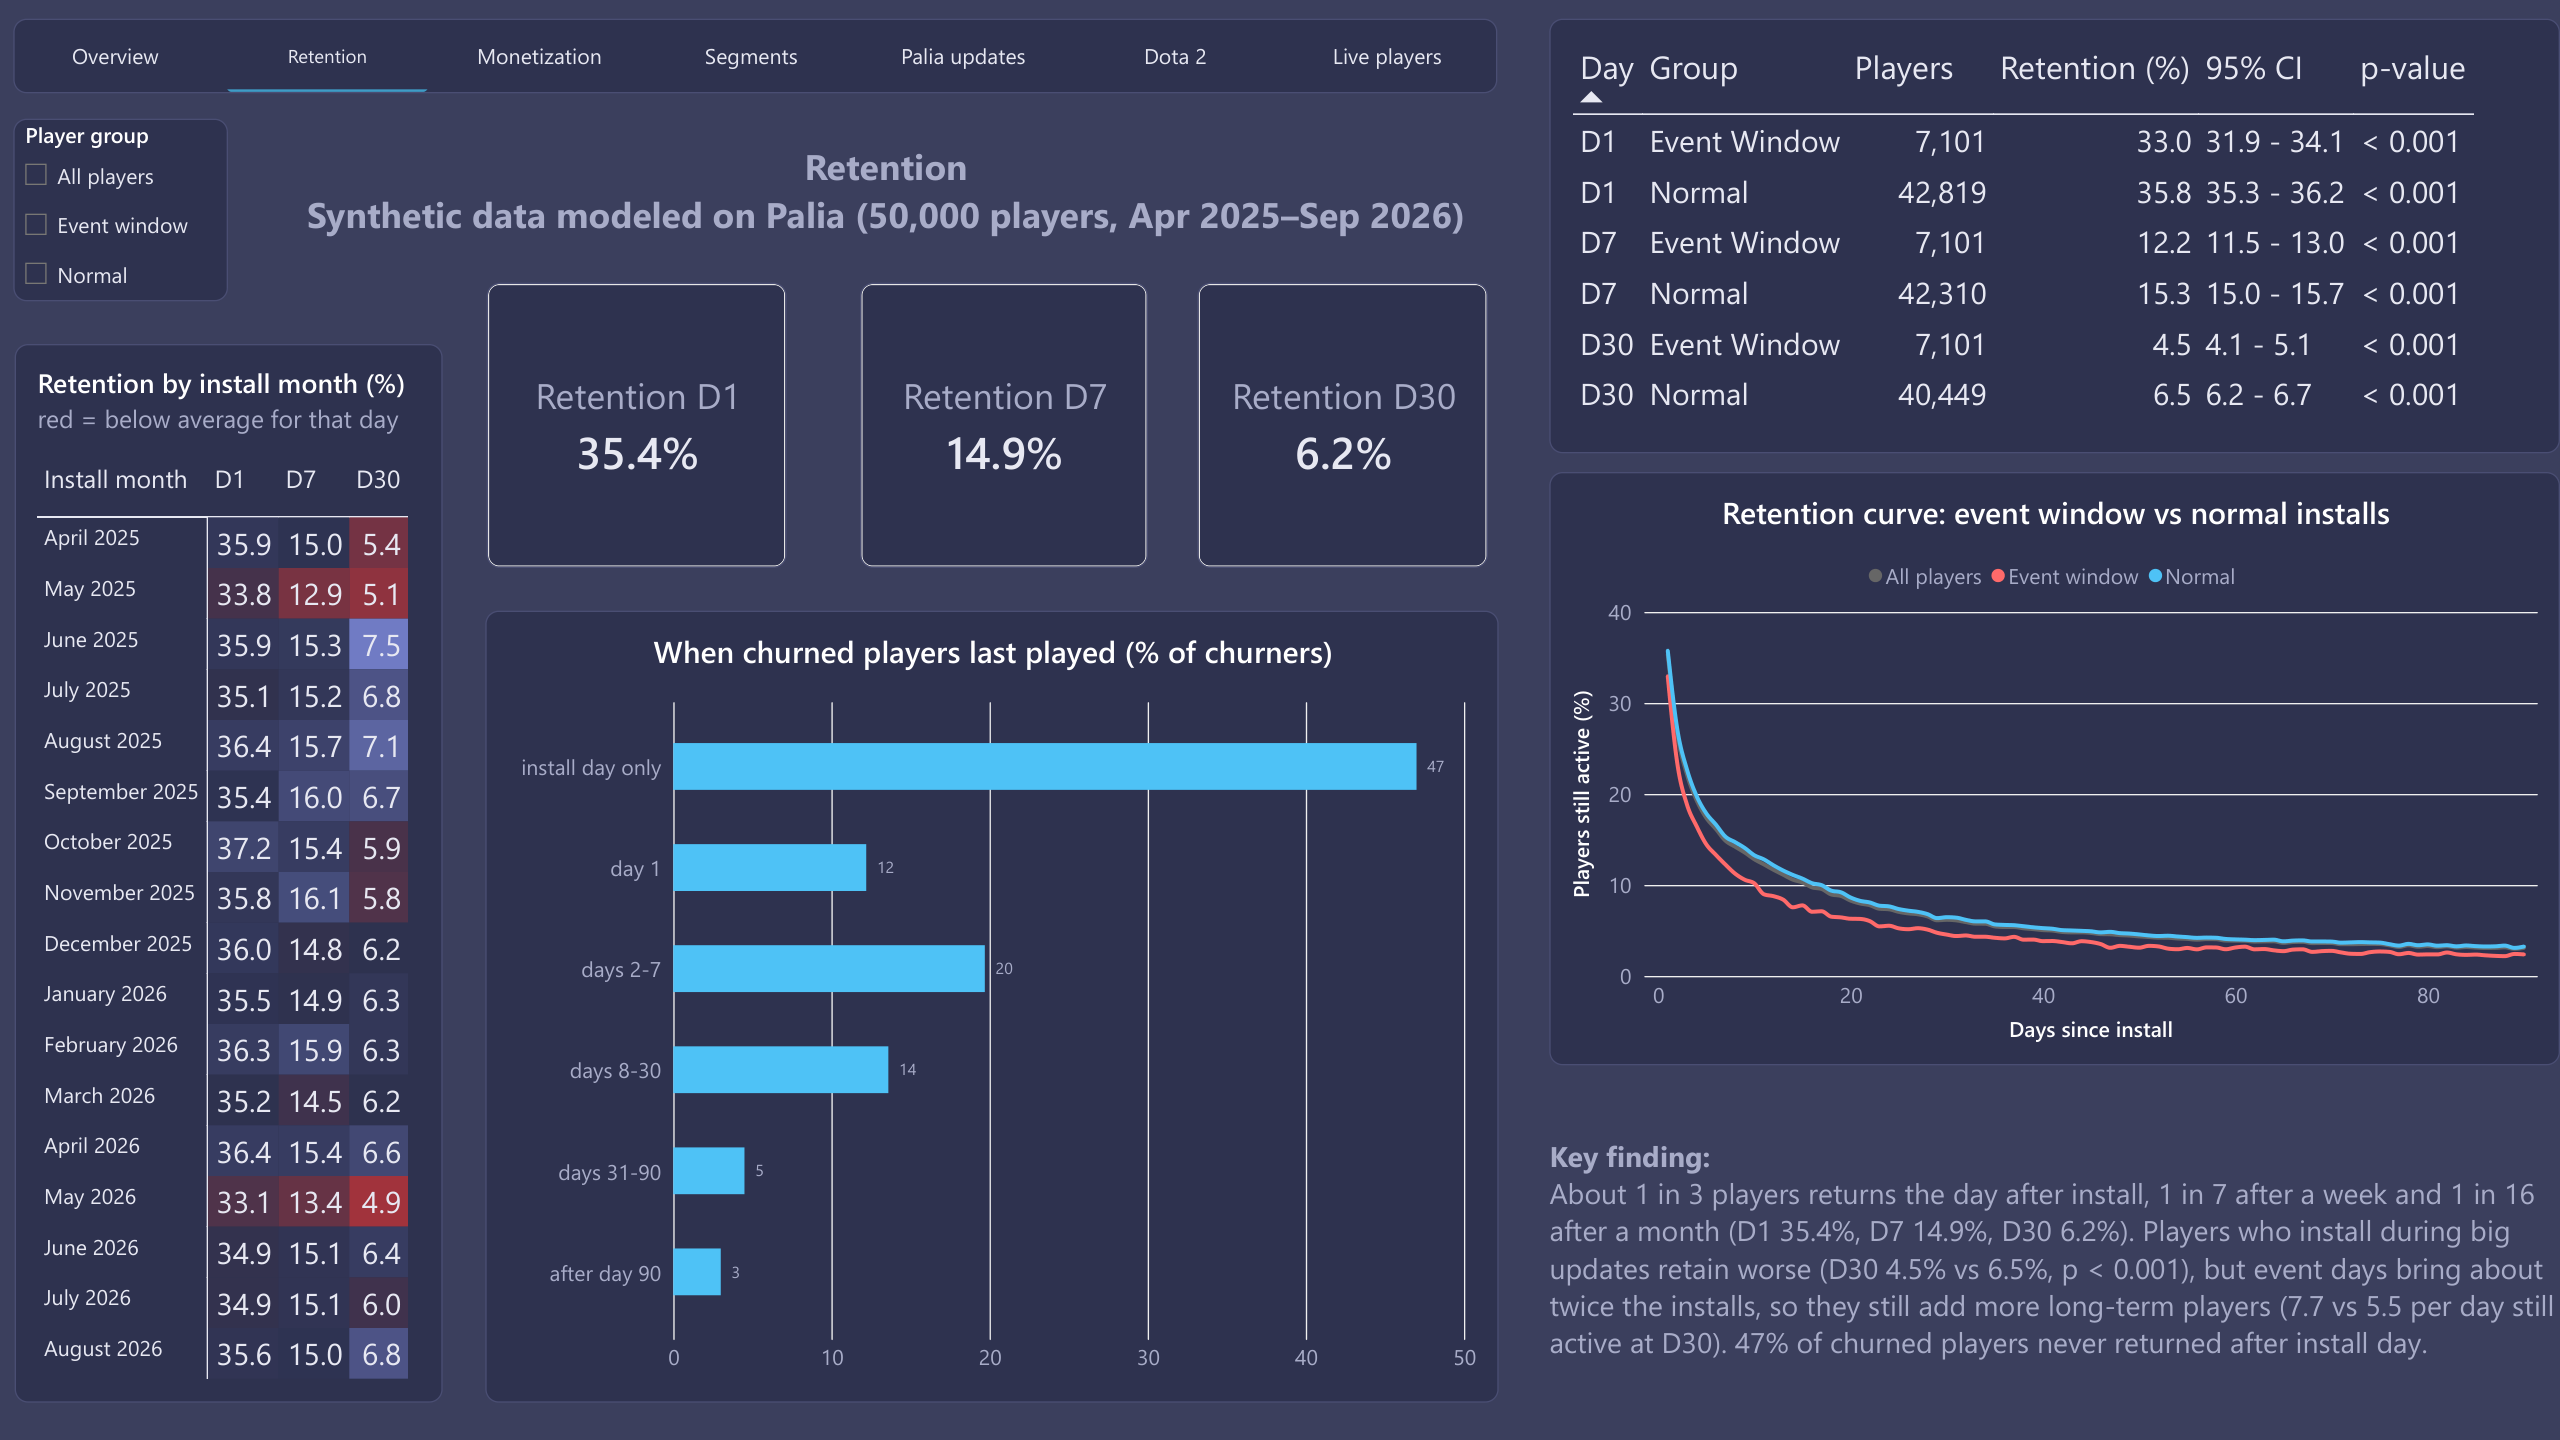 Overview Retention Monetization Segments Palia updates Dota 2 Live players
Player group
All players
Event window
Normal
Retention
Synthetic data modeled on Palia (50,000 players, Apr 2025–Sep 2026)
Retention by install month (%)
red = below average for that day
Install month D1 D7 D30
April 2025 35.9 15.0 5.4
May 2025 33.8 12.9 5.1
June 2025 35.9 15.3 7.5
July 2025 35.1 15.2 6.8
August 2025 36.4 15.7 7.1
September 2025 35.4 16.0 6.7
October 2025 37.2 15.4 5.9
November 2025 35.8 16.1 5.8
December 2025 36.0 14.8 6.2
January 2026 35.5 14.9 6.3
February 2026 36.3 15.9 6.3
March 2026 35.2 14.5 6.2
April 2026 36.4 15.4 6.6
May 2026 33.1 13.4 4.9
June 2026 34.9 15.1 6.4
July 2026 34.9 15.1 6.0
August 2026 35.6 15.0 6.8
Retention D1
35.4%
Retention D7
14.9%
Retention D30
6.2%
When churned players last played (% of churners)
install day only 47
day 1 12
days 2-7 20
days 8-30 14
days 31-90 5
after day 90 3
0 10 20 30 40 50
Day Group Players Retention (%) 95% CI p-value
D1 Event Window 7,101 33.0 31.9 - 34.1 < 0.001
D1 Normal 42,819 35.8 35.3 - 36.2 < 0.001
D7 Event Window 7,101 12.2 11.5 - 13.0 < 0.001
D7 Normal 42,310 15.3 15.0 - 15.7 < 0.001
D30 Event Window 7,101 4.5 4.1 - 5.1 < 0.001
D30 Normal 40,449 6.5 6.2 - 6.7 < 0.001
Retention curve: event window vs normal installs
All players Event window Normal
Players still active (%)
40
30
20
10
0
0 20 40 60 80
Days since install
Key finding:
About 1 in 3 players returns the day after install, 1 in 7 after a week and 1 in 16
after a month (D1 35.4%, D7 14.9%, D30 6.2%). Players who install during big
updates retain worse (D30 4.5% vs 6.5%, p < 0.001), but event days bring about
twice the installs, so they still add more long-term players (7.7 vs 5.5 per day still
active at D30). 47% of churned players never returned after install day.